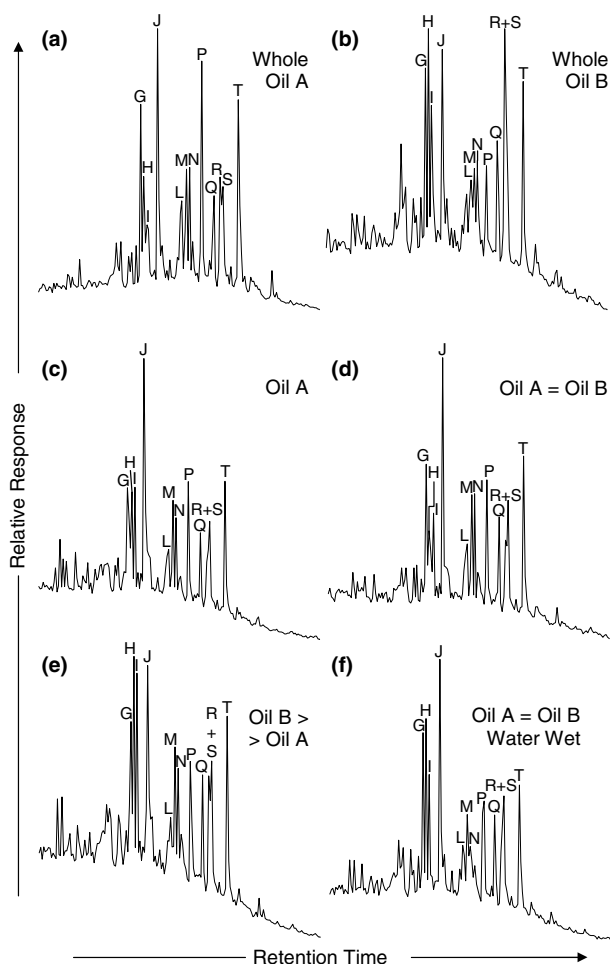 (a)
Whole
Oil A
G
H
I
J
L
M
N
P
Q
R
S
T
(b)
Whole
Oil B
G
H
I
J
L
M
N
P
Q
R+S
T
(c)
Oil A
G
H
I
J
L
M
N
P
Q
R+S
T
(d)
Oil A = Oil B
G
H
I
J
L
M
N
P
Q
R+S
T
(e)
Oil B >
> Oil A
G
H
I
J
L
M
N
P
Q
R
+
S
T
(f)
Oil A = Oil B
Water Wet
G
H
I
J
L
M
N
P
Q
R+S
T
Relative Response
Retention Time